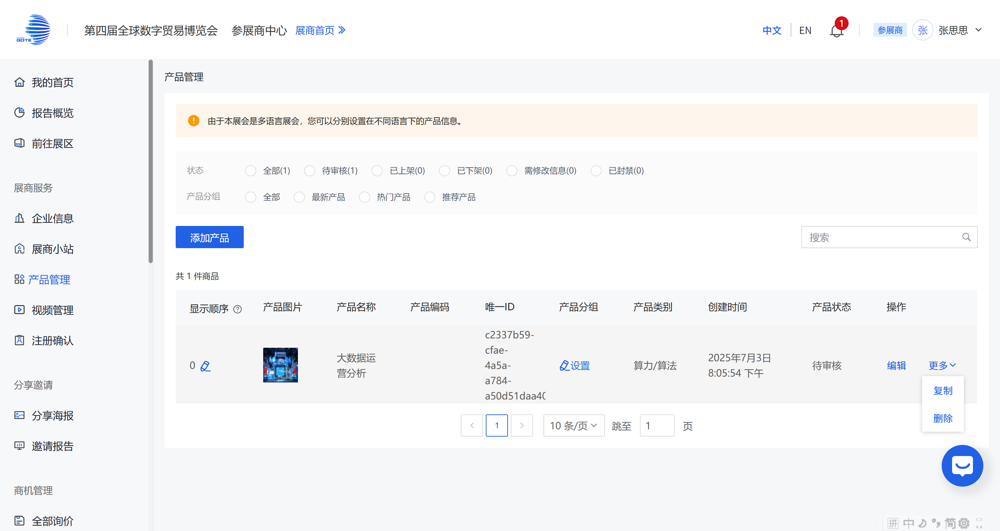 GDTE
第四届全球数字贸易博览会 参展商中心 展商首页
中文 EN 1 参展商 张 张思思
我的首页
报告概览
前往展区
展商服务
企业信息
展商小站
产品管理
视频管理
注册确认
分享邀请
分享海报
邀请报告
商机管理
全部询价
产品管理
由于本展会是多语言展会，您可以分别设置在不同语言下的产品信息。
状态 全部(1) 待审核(1) 已上架(0) 已下架(0) 需修改信息(0) 已封禁(0)
产品分组 全部 最新产品 热门产品 推荐产品
添加产品 搜索
共 1 件商品
显示顺序 产品图片 产品名称 产品编码 唯一ID 产品分组 产品类别 创建时间 产品状态 操作
0
大数据运
营分析
c2337b59-
cfae-
4a5a-
a784-
a50d51daa40
设置
算力/算法
2025年7月3日
8:05:54 下午
待审核
编辑 更多
复制
删除
1 10 条/页 跳至 1 页
拼 中 简